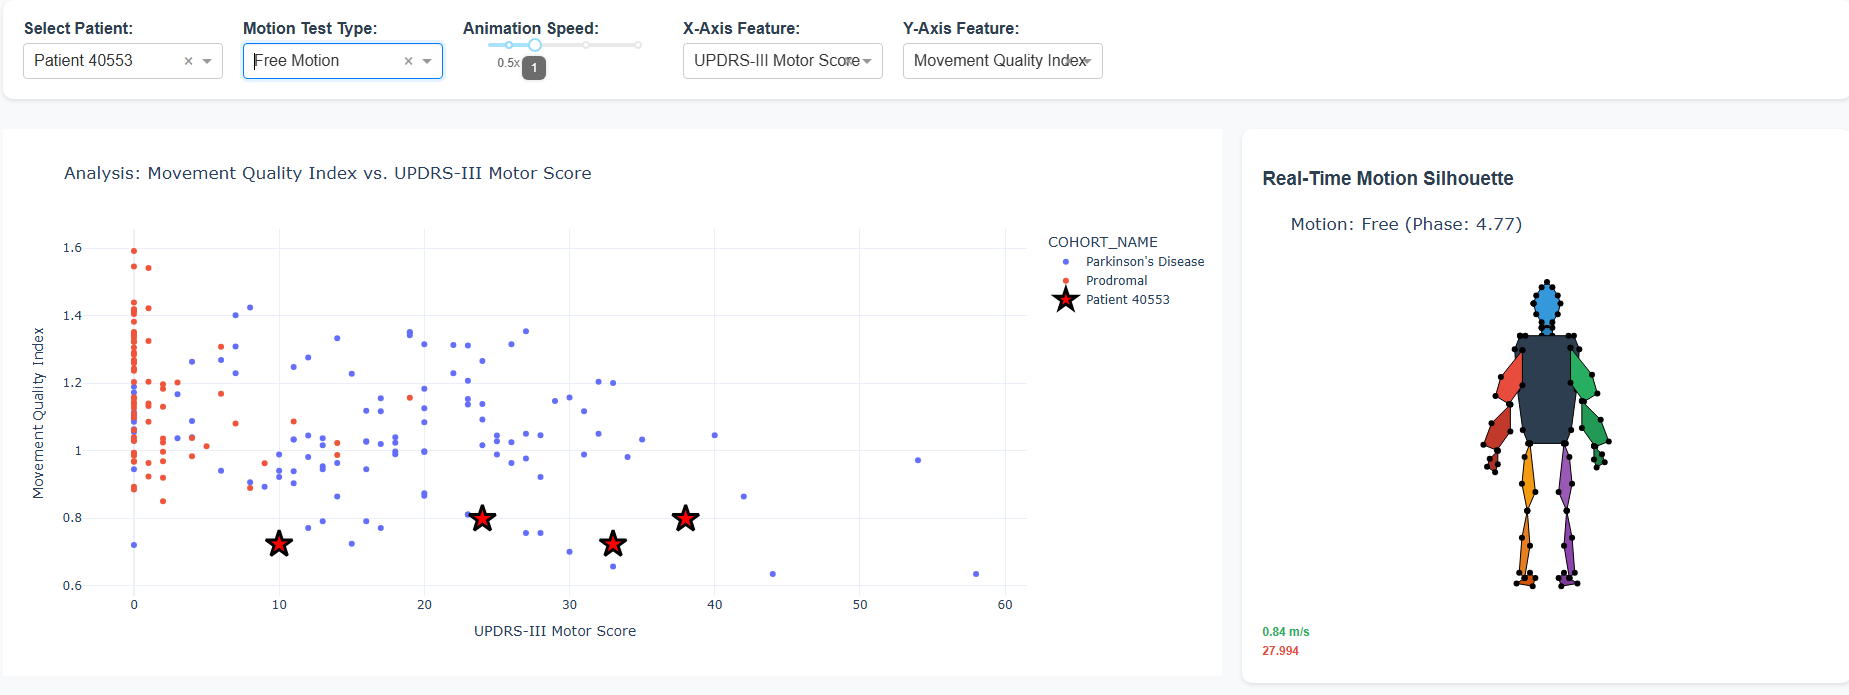 Select Patient:
Motion Test Type:
Animation Speed:
X-Axis Feature:
Y-Axis Feature:
Patient 40553
Free Motion
0.5x
1
UPDRS-III Motor Score
Movement Quality Index
Analysis: Movement Quality Index vs. UPDRS-III Motor Score
1.6
1.4
1.2
1
0.8
0.6
Movement Quality Index
0
10
20
30
40
50
60
UPDRS-III Motor Score
COHORT_NAME
Parkinson's Disease
Prodromal
Patient 40553
Real-Time Motion Silhouette
Motion: Free (Phase: 4.77)
0.84 m/s
27.994